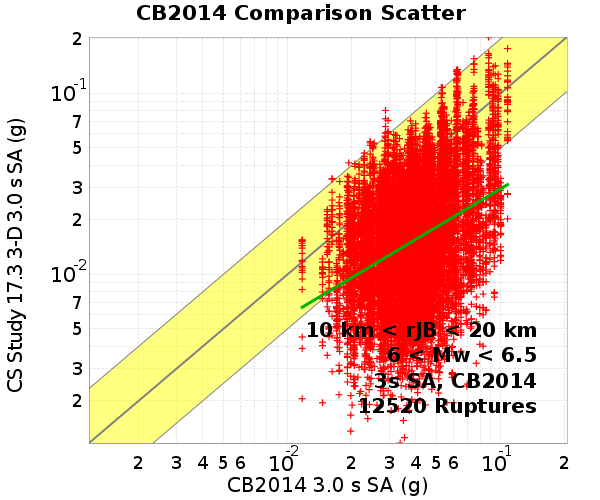 CB2014 Comparison Scatter
CS Study 17.3 3-D 3.0 s SA (g)
2
10-1
7
5
3
2
10-2
7
5
3
2
10 km < rJB < 20 km
6 < Mw < 6.5
3s SA, CB2014
12520 Ruptures
2 3 4 5 6 10-2 2 3 4 5 6 10-1 2
CB2014 3.0 s SA (g)